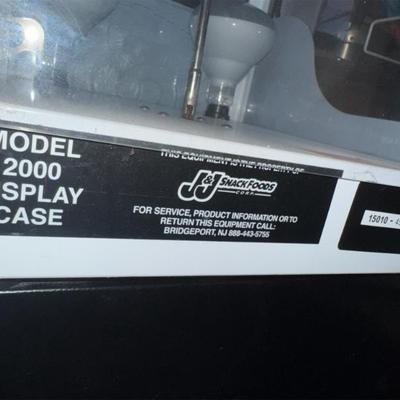 MODEL
2000
DISPLAY
CASE
THIS EQUIPMENT IS THE PROPERTY OF
J&J SNACK FOODS
CORP.
FOR SERVICE, PRODUCT INFORMATION OR TO
RETURN THIS EQUIPMENT CALL:
BRIDGEPORT, NJ 888-443-5755
15010 -